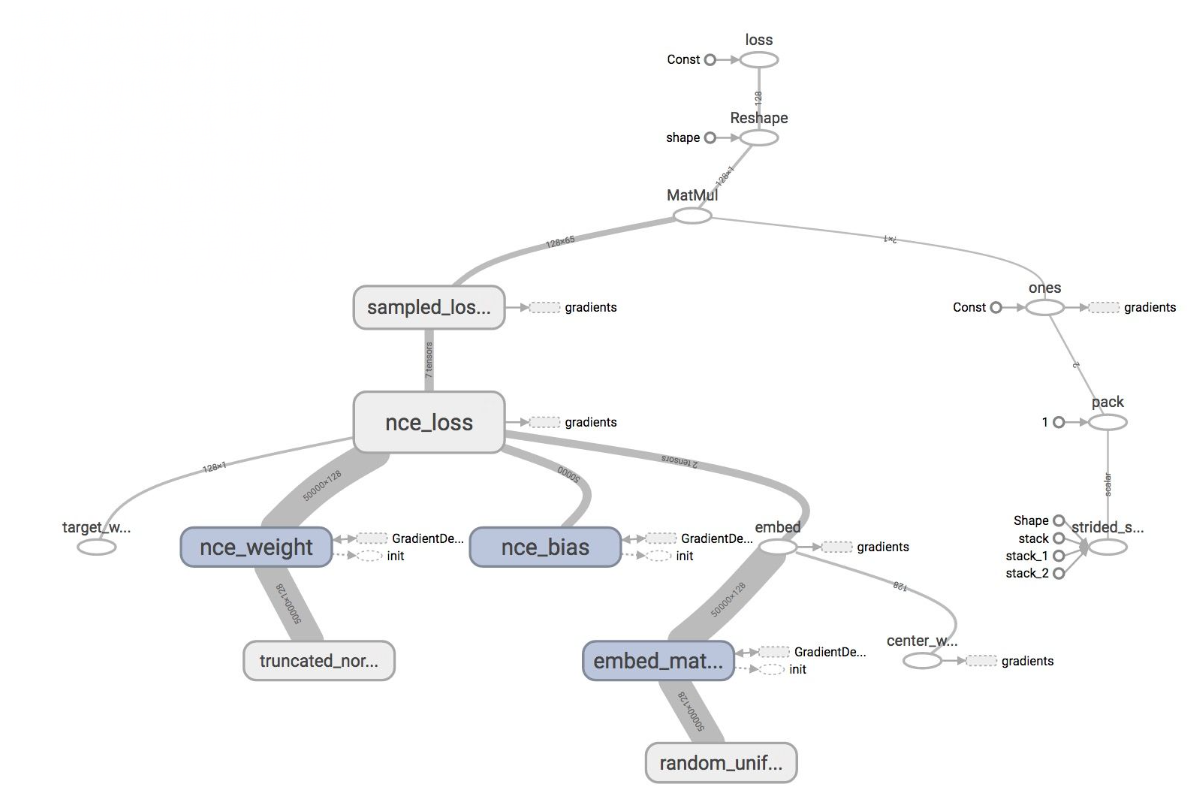 loss
Const
128
Reshape
shape
128×1
MatMul
128×65
?×1
sampled_los...
gradients
ones
Const
gradients
7 tensors
2
nce_loss
gradients
pack
1
128×1
50000×128
50000
2 tensors
scalar
target_w...
nce_weight
GradientDe...
init
nce_bias
GradientDe...
init
embed
gradients
Shape
stack
stack_1
stack_2
strided_s...
50000×128
50000×128
128
truncated_nor...
embed_mat...
GradientDe...
init
center_w...
gradients
50000×128
random_unif...